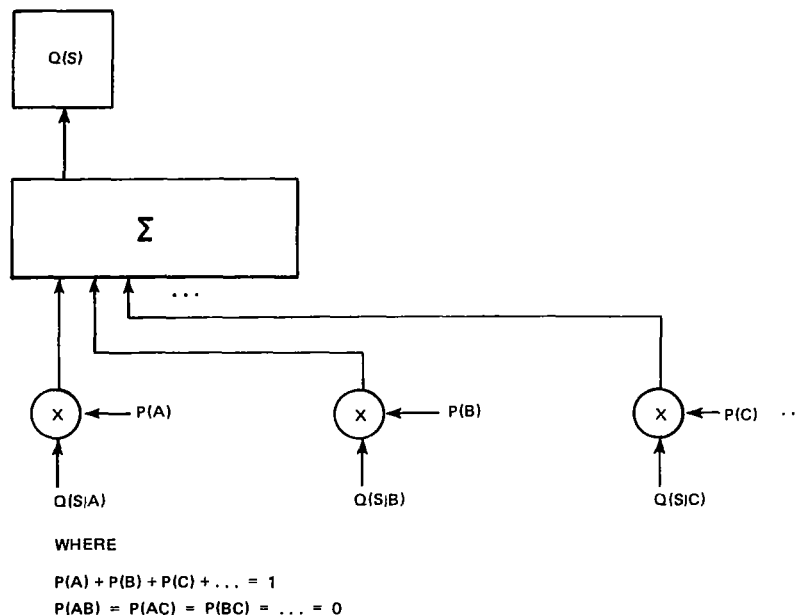 Q(S)
Σ
...
X
P(A)
X
P(B)
X
P(C) ..
Q(S|A)
Q(S|B)
Q(S|C)
WHERE
P(A) + P(B) + P(C) + ... = 1
P(AB) = P(AC) = P(BC) = ... = 0